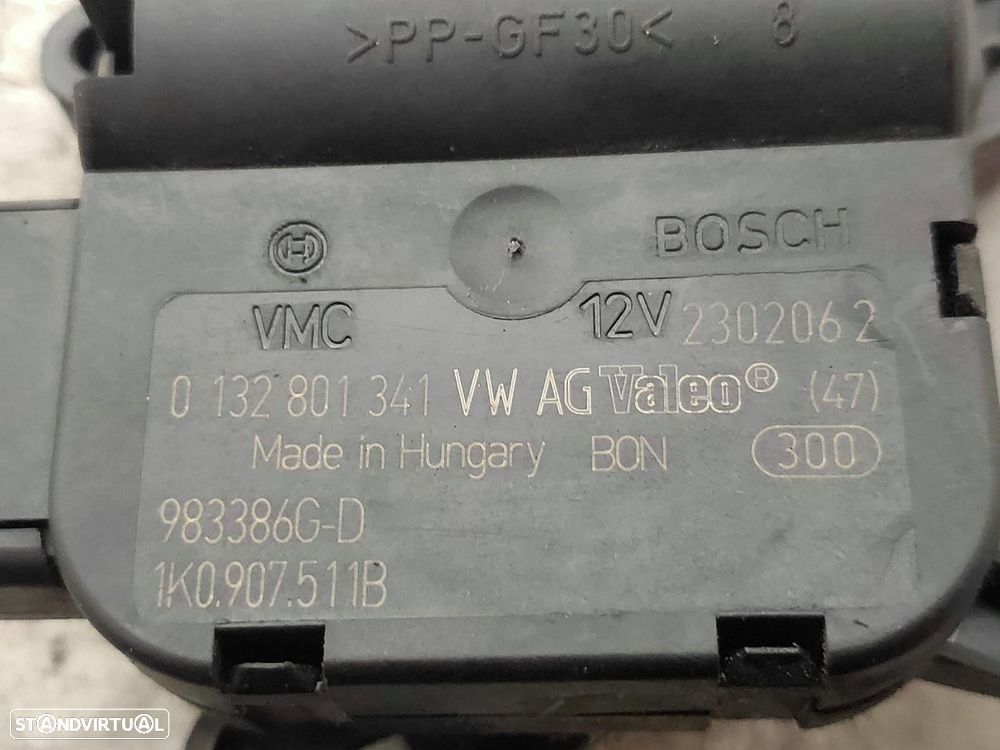 >PP-GF30< 8
BOSCH
VMC 12V 2302062
0 132 801 341 VW AG Valeo® (47)
Made in Hungary BON 300
983386G-D
1K0.907.511B
STANDVIRTUAL